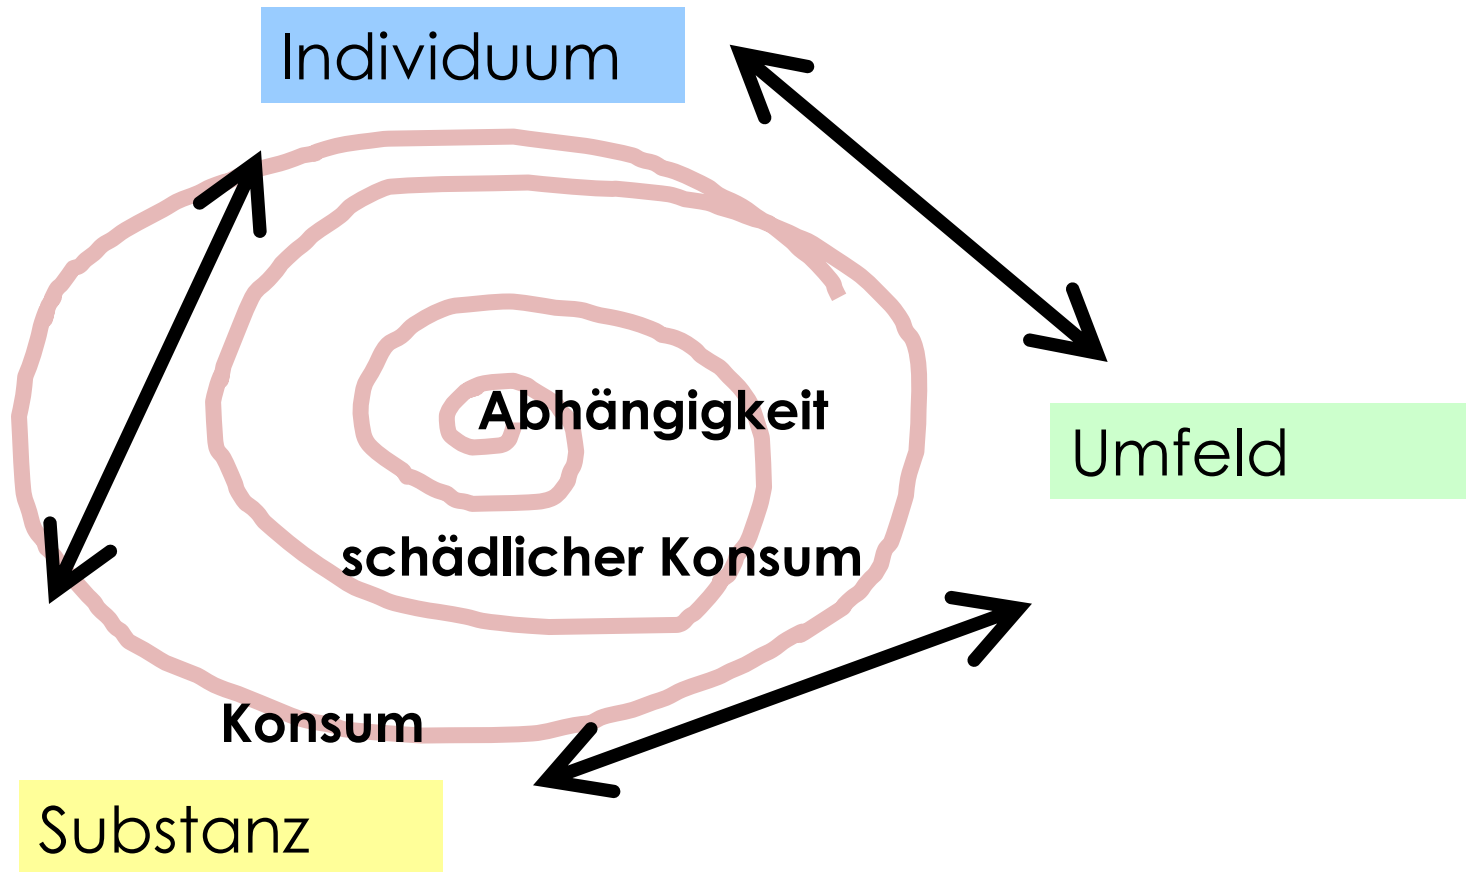 Individuum
Abhängigkeit
Umfeld
schädlicher Konsum
Konsum
Substanz